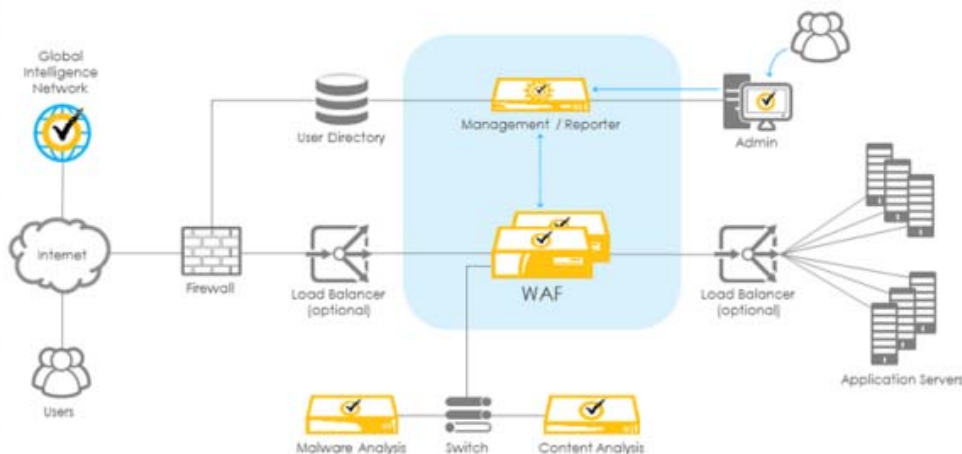 Global
Intelligence
Network
User Directory
Management / Reporter
Admin
Internet
Firewall
Load Balancer
(optional)
WAF
Load Balancer
(optional)
Users
Application Servers
Malware Analysis
Switch
Content Analysis